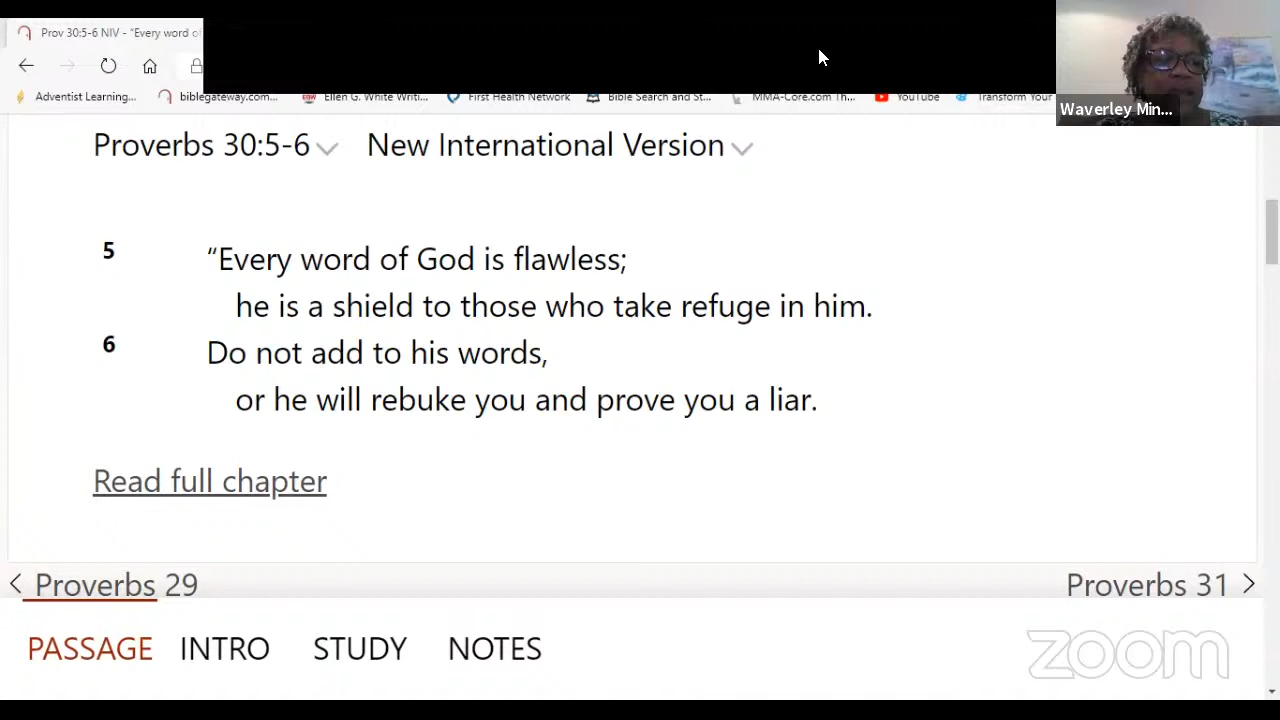 Prov 30:5-6 NIV - “Every word of
Adventist Learning... biblegateway.com... Ellen G. White Writi... First Health Network Bible Search and St... MMA-Core.com Th... YouTube Transform Your
Waverley Min...
Proverbs 30:5-6 New International Version
5 “Every word of God is flawless;
he is a shield to those who take refuge in him.
6 Do not add to his words,
or he will rebuke you and prove you a liar.
Read full chapter
Proverbs 29 Proverbs 31
PASSAGE INTRO STUDY NOTES
zoom